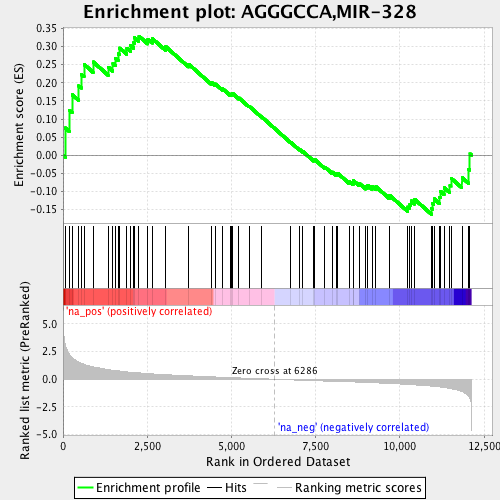 Enrichment plot: AGGGCCA,MIR-328
Enrichment score (ES)
0.35
0.30
0.25
0.20
0.15
0.10
0.05
0.00
-0.05
-0.10
-0.15
'na_pos' (positively correlated)
Ranked list metric (PreRanked)
5.0
2.5
0.0
-2.5
-5.0
Zero cross at 6286
'na_neg' (negatively correlated)
0
2,500
5,000
7,500
10,000
12,500
Rank in Ordered Dataset
Enrichment profile
Hits
Ranking metric scores